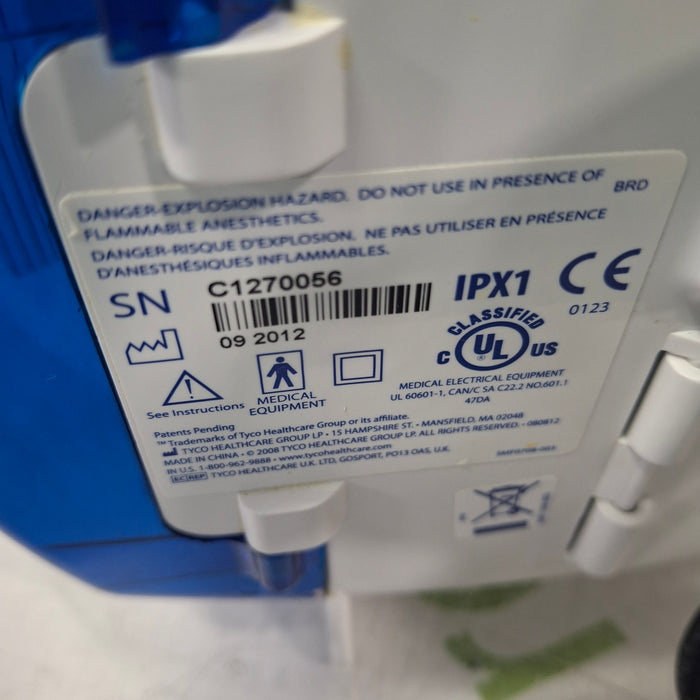 DANGER-EXPLOSION HAZARD. DO NOT USE IN PRESENCE OF
FLAMMABLE ANESTHETICS.
BRD
DANGER-RISQUE D'EXPLOSION. NE PAS UTILISER EN PRÉSENCE
D'ANESTHÉSIQUES INFLAMMABLES.
SN
C1270056
IPX1
CE
0123
09 2012
CLASSIFIED
C UL US
®
See Instructions
MEDICAL
EQUIPMENT
MEDICAL ELECTRICAL EQUIPMENT
UL 60601-1, CAN/C SA C22.2 NO.601.1
47DA
Patents Pending
™ Trademarks of Tyco Healthcare Group or its affiliate.
TYCO HEALTHCARE GROUP LP • 15 HAMPSHIRE ST. • MANSFIELD, MA 02048
MADE IN CHINA • © 2008 TYCO HEALTHCARE GROUP LP. ALL RIGHTS RESERVED. • 080812
IN U.S. 1-800-962-9888 • www.tycohealthcare.com
EC REP TYCO HEALTHCARE U.K. LTD, GOSPORT, PO13 OAS, U.K.